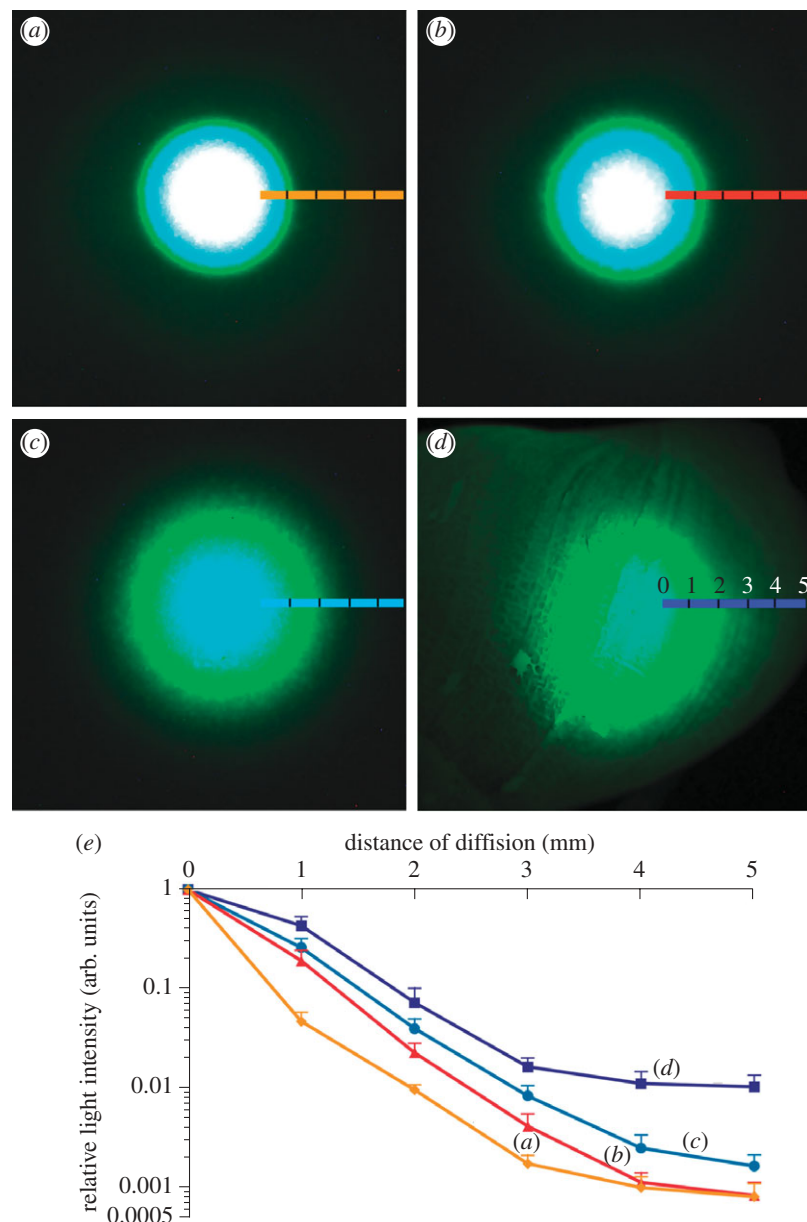 (a)
(b)
(c)
(d)
0 1 2 3 4 5
(e)
distance of diffision (mm)
0 1 2 3 4 5
relative light intensity (arb. units)
1
0.1
0.01
0.001
0.0005
(d)
(c)
(a)
(b)